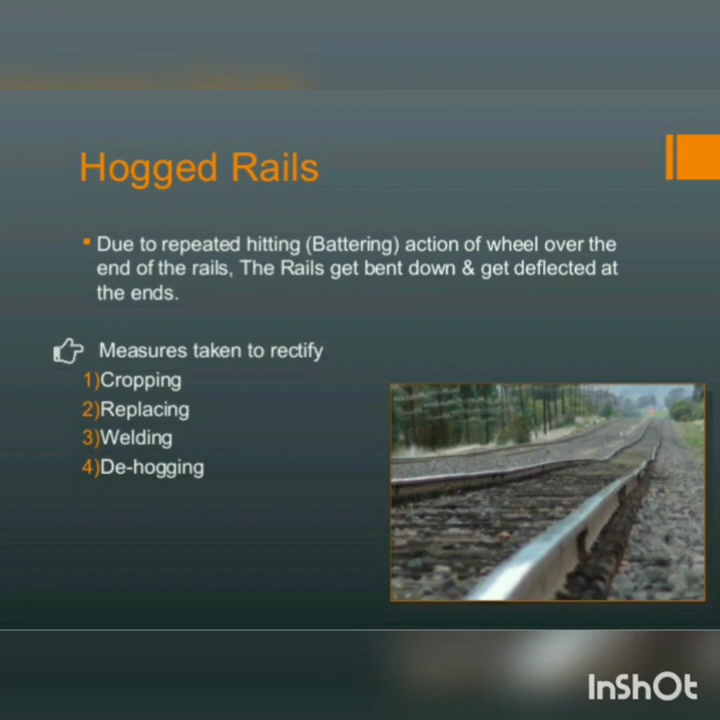 Hogged Rails
Due to repeated hitting (Battering) action of wheel over the
end of the rails, The Rails get bent down & get deflected at
the ends.
Measures taken to rectify
1)Cropping
2)Replacing
3)Welding
4)De-hogging
InShOt